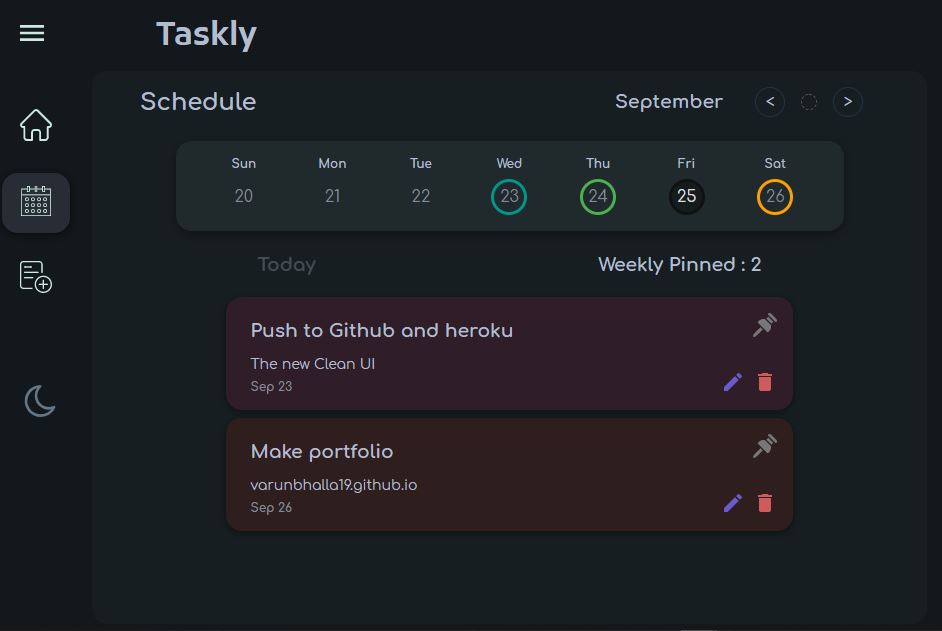 Taskly
Schedule
September < >
Sun Mon Tue Wed Thu Fri Sat
20 21 22 23 24 25 26
Today Weekly Pinned : 2
Push to Github and heroku
The new Clean UI
Sep 23
Make portfolio
varunbhalla19.github.io
Sep 26